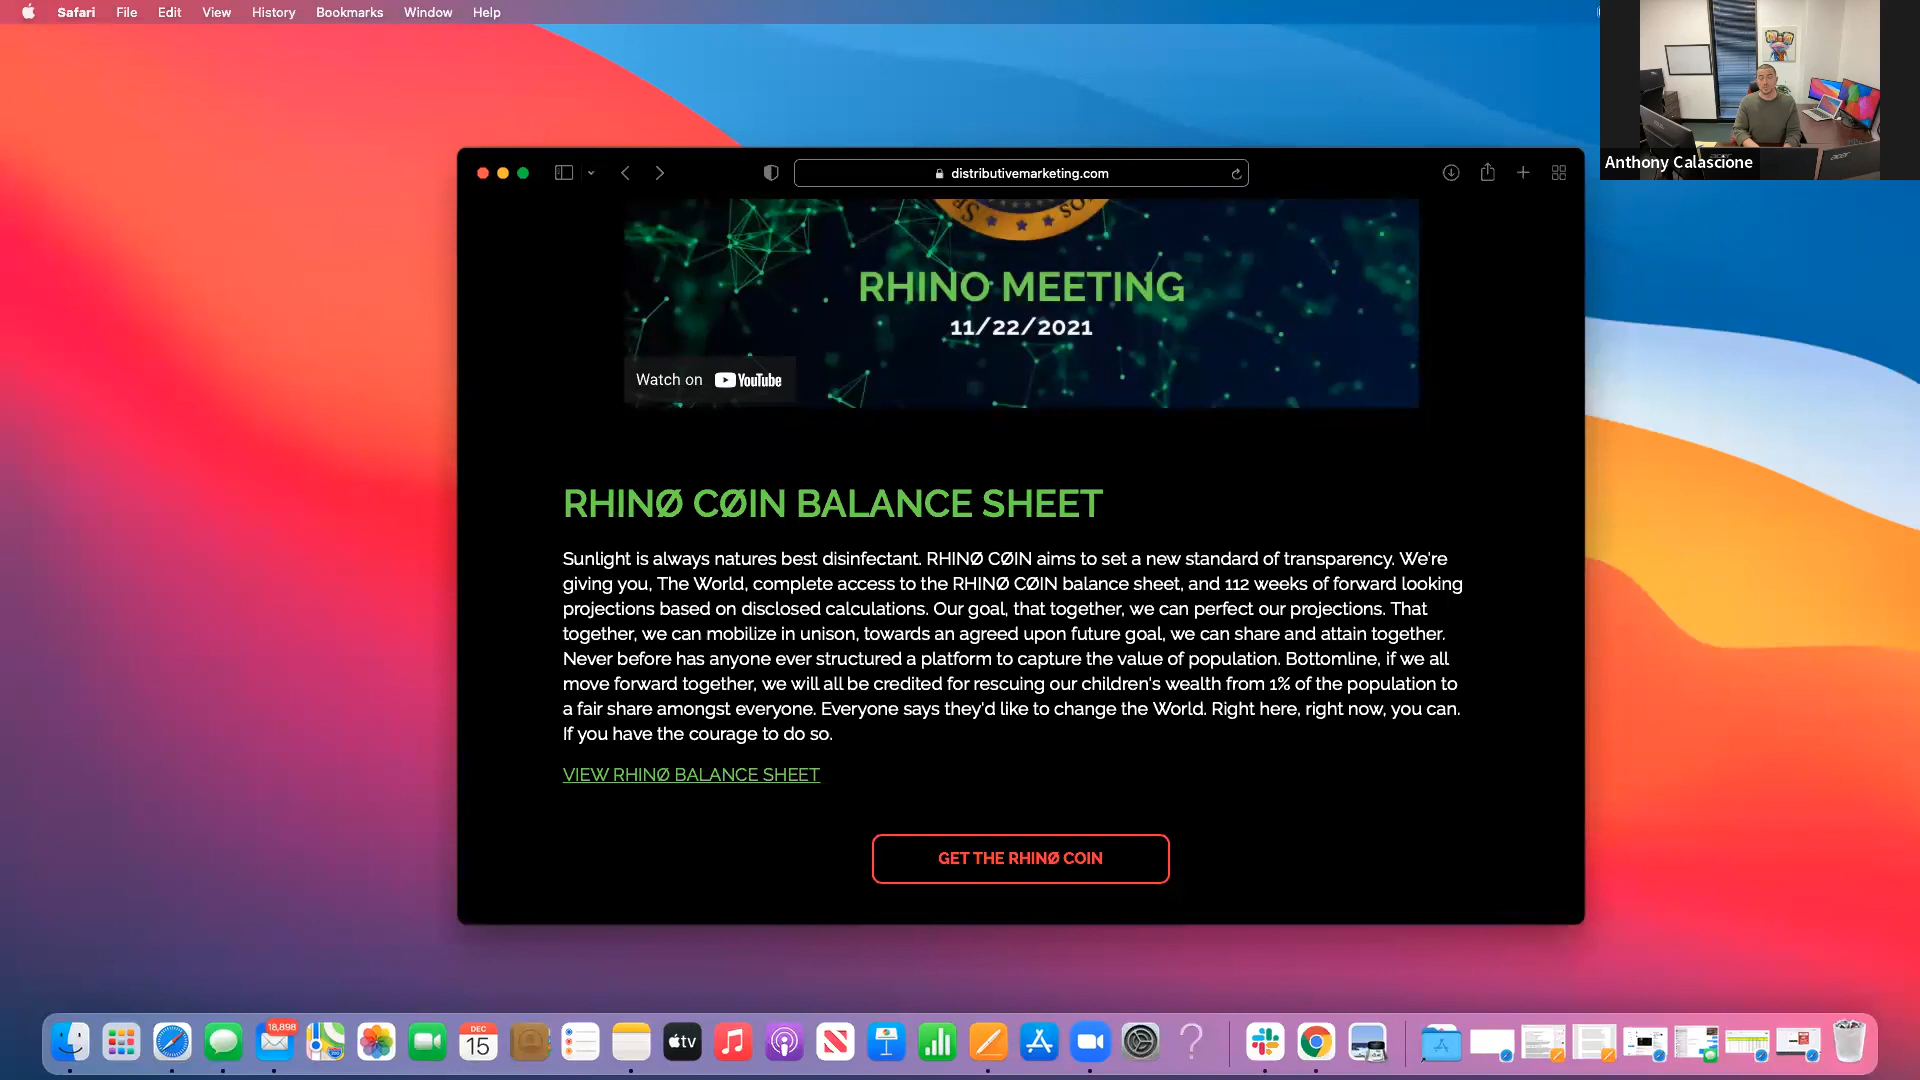 Safari File Edit View History Bookmarks Window Help
Anthony Calascione
distributivemarketing.com
RHINO MEETING
11/22/2021
Watch on YouTube
RHINØ CØIN BALANCE SHEET
Sunlight is always natures best disinfectant. RHINØ CØIN aims to set a new standard of transparency. We're
giving you, The World, complete access to the RHINØ CØIN balance sheet, and 112 weeks of forward looking
projections based on disclosed calculations. Our goal, that together, we can perfect our projections. That
together, we can mobilize in unison, towards an agreed upon future goal, we can share and attain together.
Never before has anyone ever structured a platform to capture the value of population. Bottomline, if we all
move forward together, we will all be credited for rescuing our children's wealth from 1% of the population to
a fair share amongst everyone. Everyone says they'd like to change the World. Right here, right now, you can.
If you have the courage to do so.
VIEW RHINØ BALANCE SHEET
GET THE RHINØ COIN
18,898
DEC
15
tv